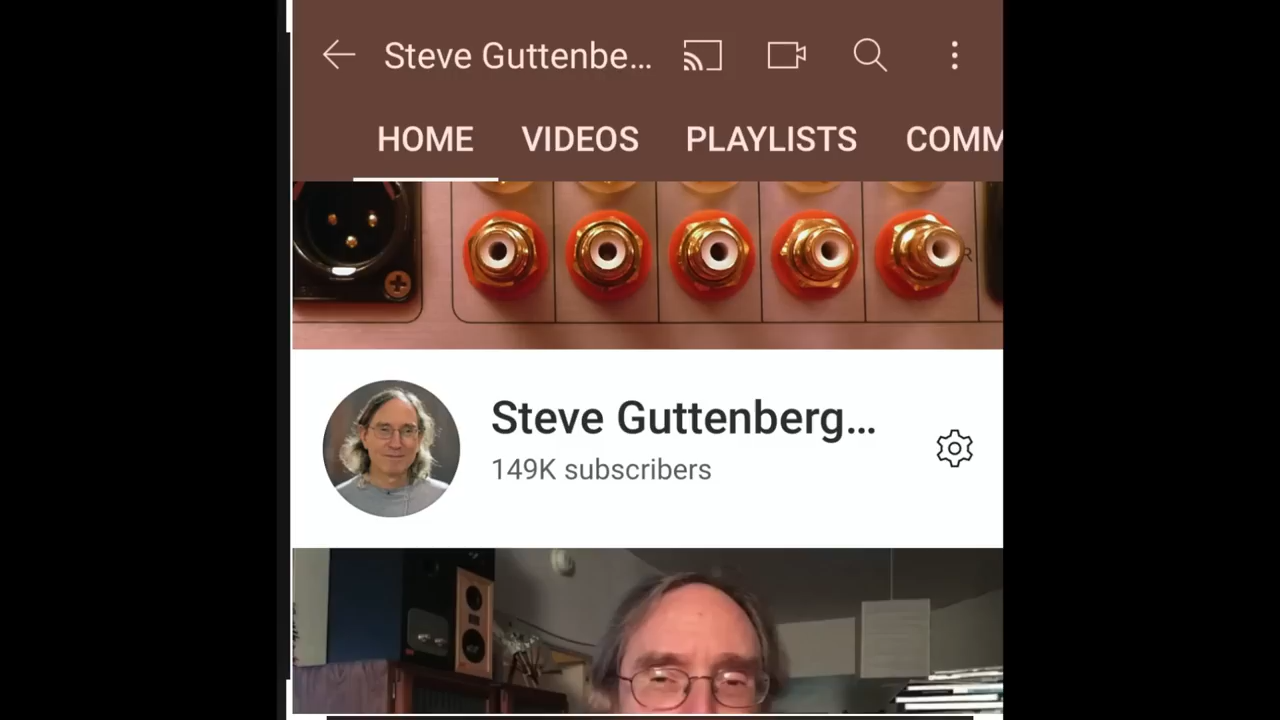 Steve Guttenbe...
HOME VIDEOS PLAYLISTS COMM
R
Steve Guttenberg...
149K subscribers